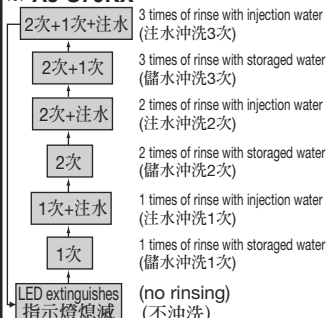 2次+1次+注水
3 times of rinse with injection water
(注水沖洗3次)
2次+1次
3 times of rinse with storaged water
(儲水沖洗3次)
2次+注水
2 times of rinse with injection water
(注水沖洗2次)
2次
2 times of rinse with storaged water
(儲水沖洗2次)
1次+注水
1 times of rinse with injection water
(注水沖洗1次)
1次
1 times of rinse with storaged water
(儲水沖洗1次)
LED extinguishes
指示燈熄滅
(no rinsing)
(不沖洗)